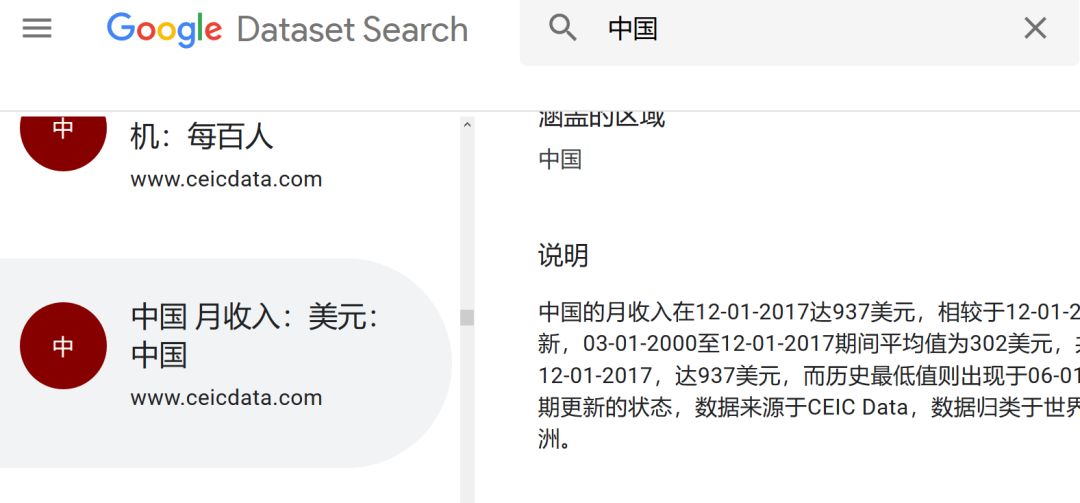 Google Dataset Search
中国
中
机：每百人
www.ceicdata.com
中
中国 月收入：美元：
中国
www.ceicdata.com
涵盖的区域
中国
说明
中国的月收入在12-01-2017达937美元，相较于12-01-2
新，03-01-2000至12-01-2017期间平均值为302美元，
12-01-2017，达937美元，而历史最低值则出现于06-01
期更新的状态，数据来源于CEIC Data，数据归类于世界
洲。